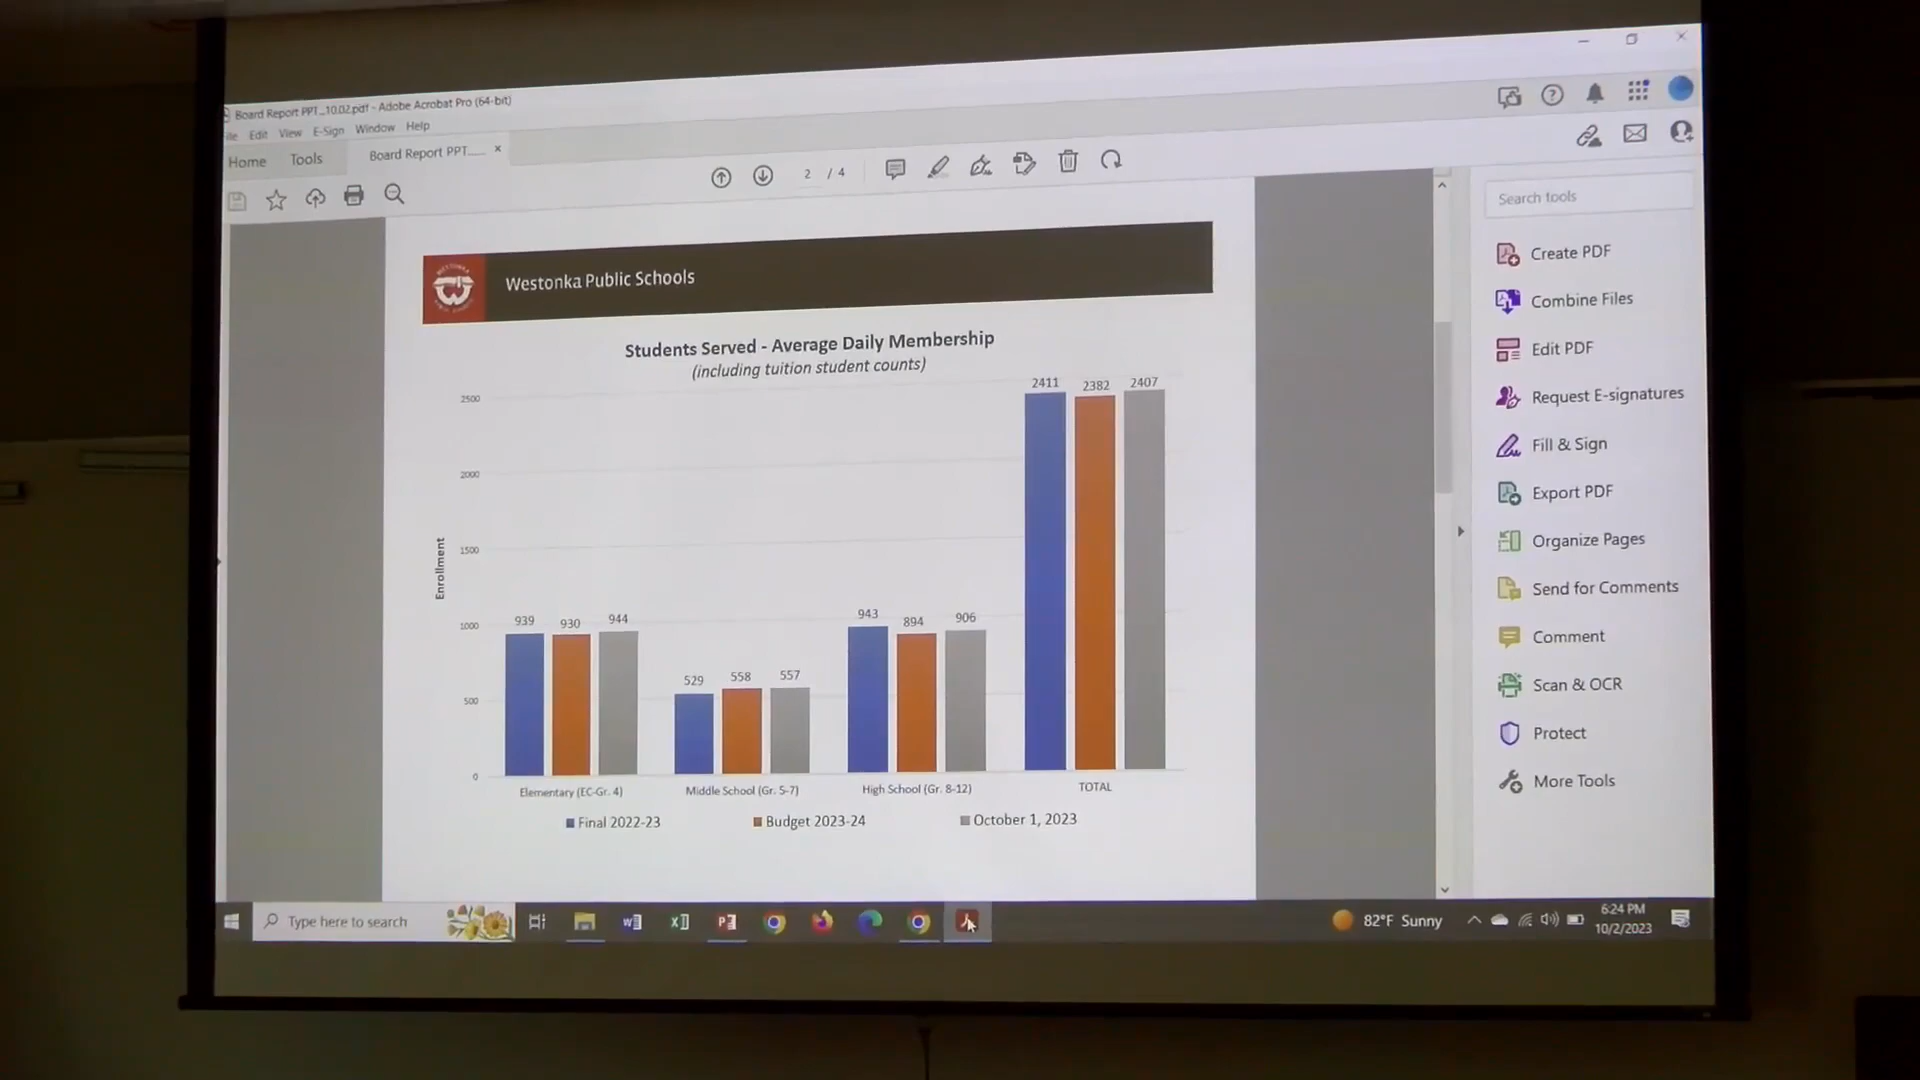 Board Report PPT_10.02.pdf - Adobe Acrobat Pro (64-bit)
File Edit View E-Sign Window Help
Home Tools Board Report PPT....
2 / 4
Search tools
Create PDF
Combine Files
Edit PDF
Request E-signatures
Fill & Sign
Export PDF
Organize Pages
Send for Comments
Comment
Scan & OCR
Protect
More Tools
WESTONKA
Westonka Public Schools
Students Served - Average Daily Membership
(including tuition student counts)
Enrollment
2500
2000
1500
1000
500
0
939 930 944
529 558 557
943 894 906
2411 2382 2407
Elementary (EC-Gr. 4) Middle School (Gr. 5-7) High School (Gr. 8-12) TOTAL
Final 2022-23 Budget 2023-24 October 1, 2023
Type here to search
82°F Sunny
6:24 PM
10/2/2023